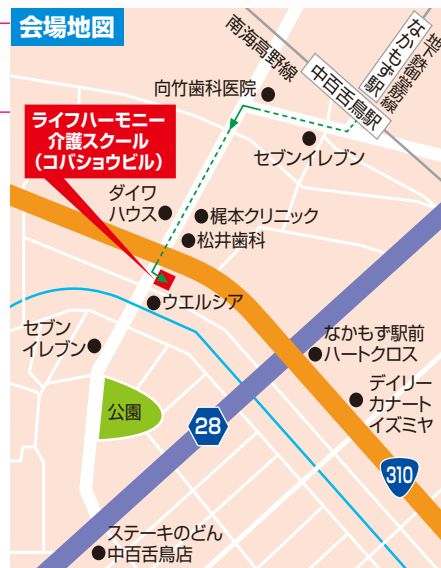 会場地図
南海高野線
地下鉄御堂筋線
なかもず駅
中百舌鳥駅
向竹歯科医院
セブンイレブン
ライフハーモニー
介護スクール
（コバショウビル）
ダイワ
ハウス
梶本クリニック
松井歯科
ウエルシア
セブン
イレブン
なかもず駅前
ハートクロス
公園
28
デイリー
カナート
イズミヤ
310
ステーキのどん
中百舌鳥店